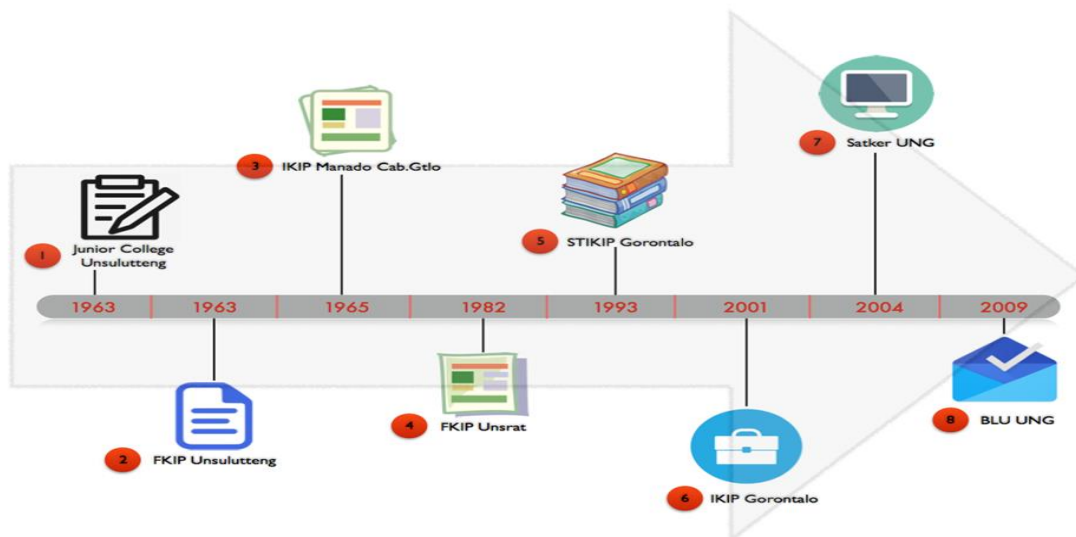 1
Junior College
Unsulutteng
1963
2
FKIP Unsulutteng
1963
3
IKIP Manado Cab.Gtlo
1965
4
FKIP Unsrat
1982
5
STIKIP Gorontalo
1993
6
IKIP Gorontalo
2001
7
Satker UNG
2004
8
BLU UNG
2009